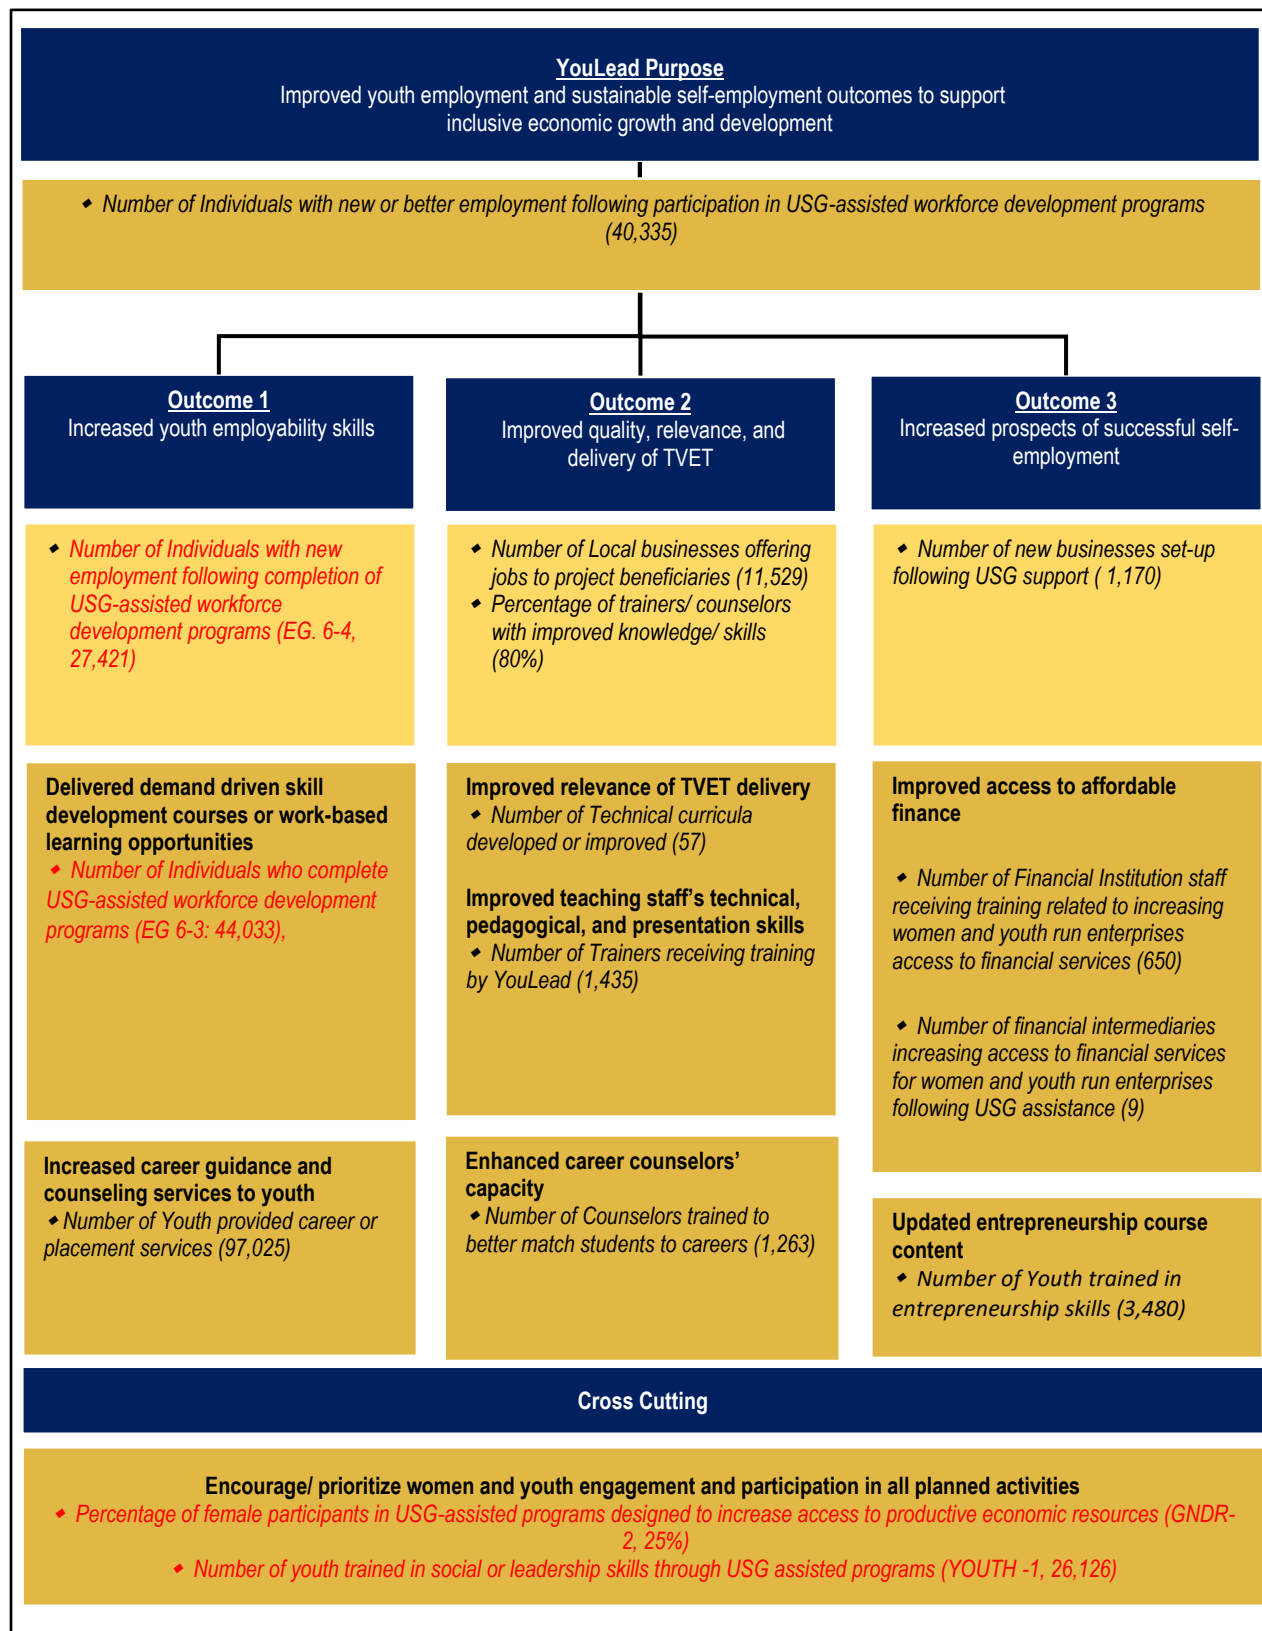 YouLead Purpose
Improved youth employment and sustainable self-employment outcomes to support
inclusive economic growth and development
◆ Number of Individuals with new or better employment following participation in USG-assisted workforce development programs
(40,335)
Outcome 1
Increased youth employability skills
Outcome 2
Improved quality, relevance, and
delivery of TVET
Outcome 3
Increased prospects of successful self-
employment
◆ Number of Individuals with new
employment following completion of
USG-assisted workforce
development programs (EG. 6-4,
27,421)
◆ Number of Local businesses offering
jobs to project beneficiaries (11,529)
◆ Percentage of trainers/ counselors
with improved knowledge/ skills
(80%)
◆ Number of new businesses set-up
following USG support ( 1,170)
Delivered demand driven skill
development courses or work-based
learning opportunities
◆ Number of Individuals who complete
USG-assisted workforce development
programs (EG 6-3: 44,033),
Improved relevance of TVET delivery
◆ Number of Technical curricula
developed or improved (57)
Improved teaching staff’s technical,
pedagogical, and presentation skills
◆ Number of Trainers receiving training
by YouLead (1,435)
Improved access to affordable
finance
◆ Number of Financial Institution staff
receiving training related to increasing
women and youth run enterprises
access to financial services (650)
◆ Number of financial intermediaries
increasing access to financial services
for women and youth run enterprises
following USG assistance (9)
Increased career guidance and
counseling services to youth
◆ Number of Youth provided career or
placement services (97,025)
Enhanced career counselors’
capacity
◆ Number of Counselors trained to
better match students to careers (1,263)
Updated entrepreneurship course
content
◆ Number of Youth trained in
entrepreneurship skills (3,480)
Cross Cutting
Encourage/ prioritize women and youth engagement and participation in all planned activities
◆ Percentage of female participants in USG-assisted programs designed to increase access to productive economic resources (GNDR-
2, 25%)
◆ Number of youth trained in social or leadership skills through USG assisted programs (YOUTH -1, 26,126)